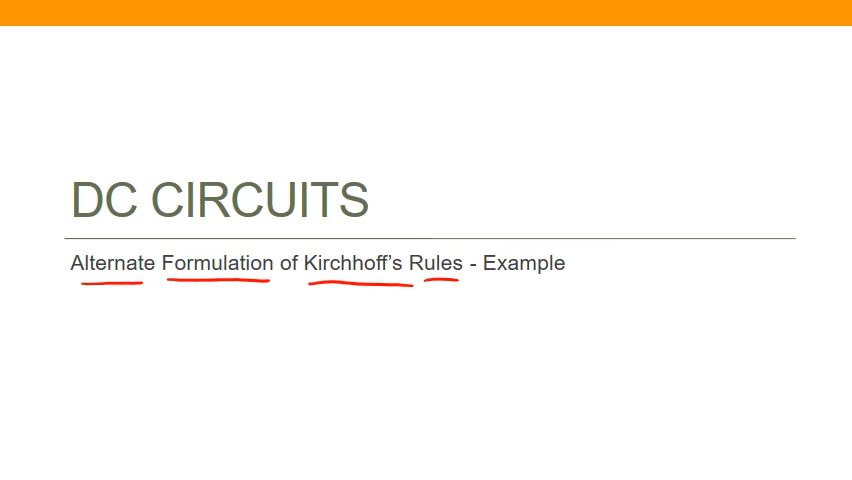 DC CIRCUITS
Alternate Formulation of Kirchhoff’s Rules - Example